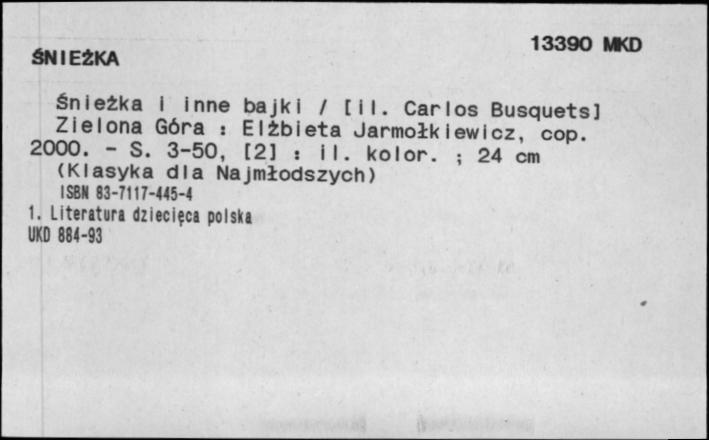 13390 MKD
ŚNIEŻKA
Śnieżka i inne bajki / [il. Carlos Busquets]
Zielona Góra : Elżbieta Jarmołkiewicz, cop.
2000. - S. 3-50, [2] : il. kolor. ; 24 cm
(Klasyka dla Najmłodszych)
ISBN 83-7117-445-4
1. Literatura dziecięca polska
UKD 884-93